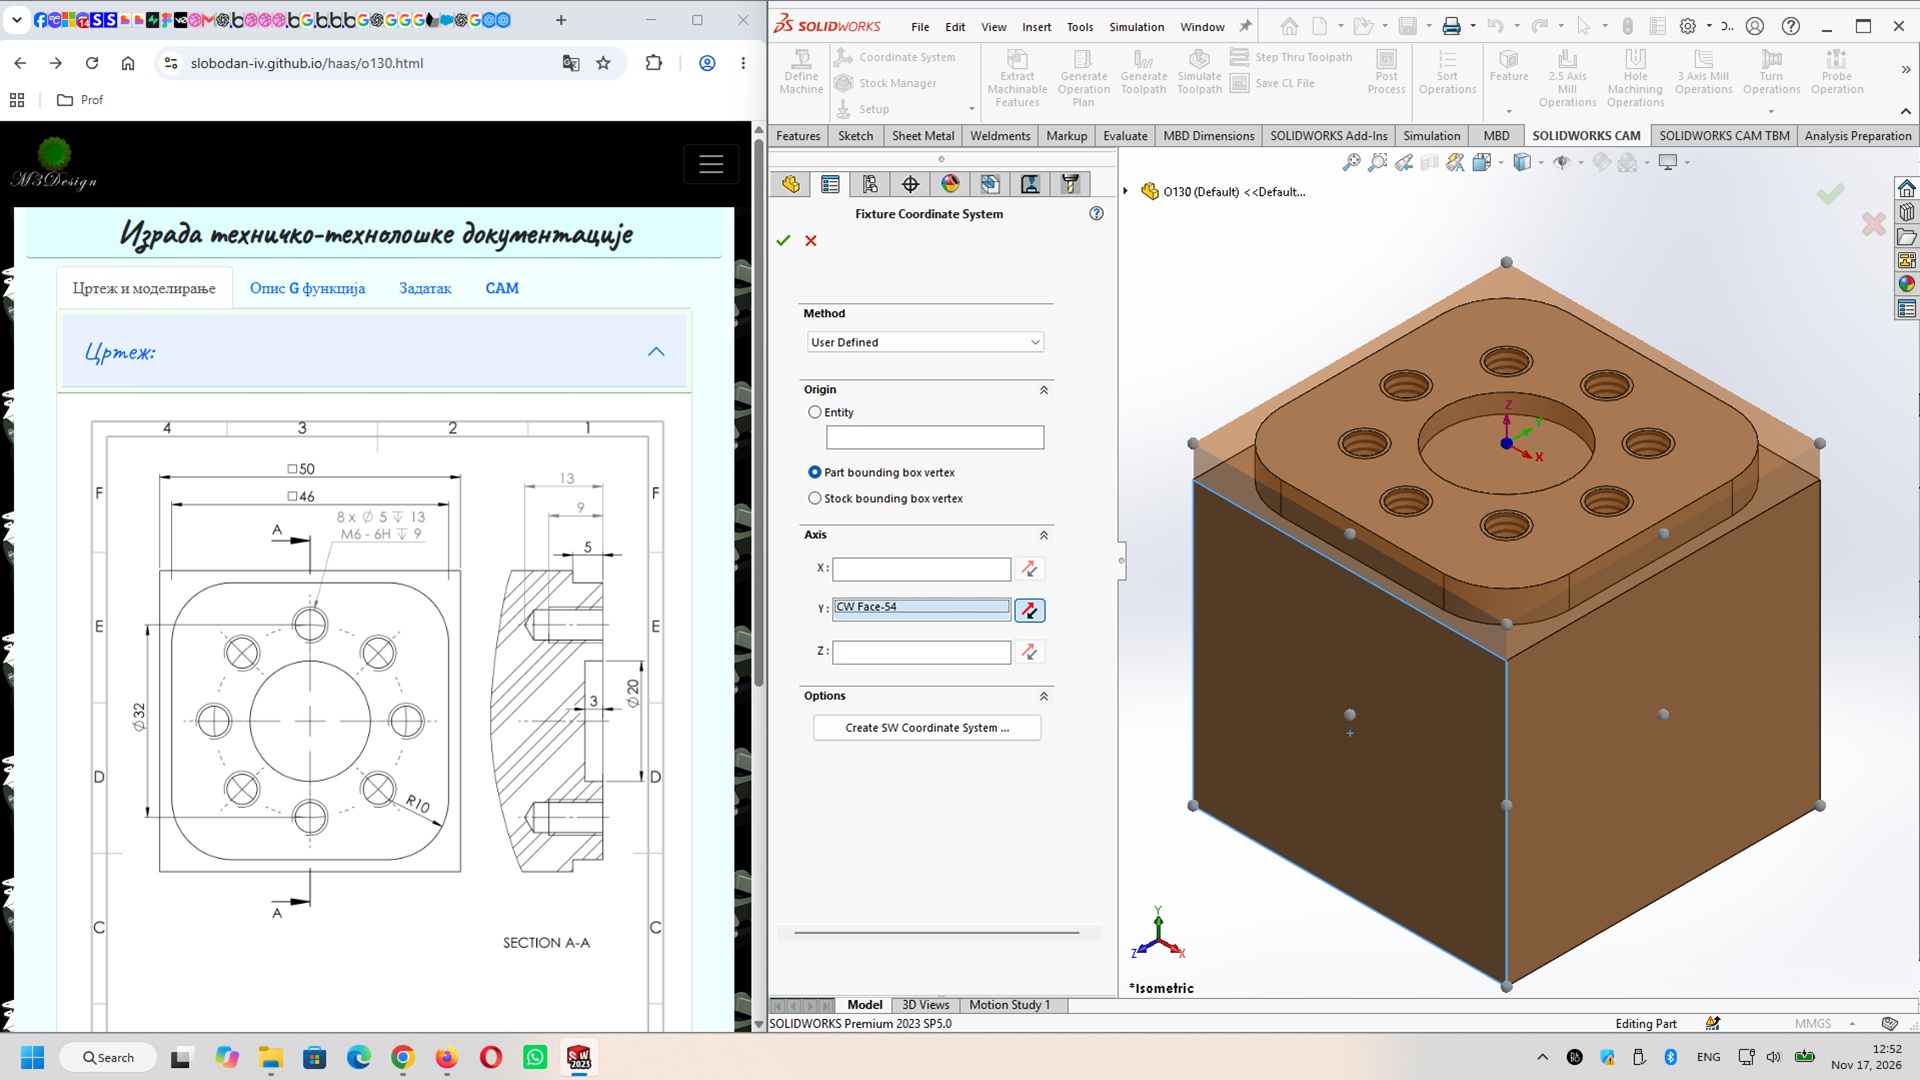 slobodan-iv.github.io/haas/o130.html
Prof
M3Design
Израда техничко-технолошке документације
Цртеж и моделирање
Опис G функција
Задатак
CAM
Цртеж:
4 3 2 1
□50
□46
13
9
8 x ∅ 5 ↧ 13
M6 - 6H ↧ 9
5
A
F F
E E
∅32
3
∅20
D D
R10
A
C C
SECTION A-A
SOLIDWORKS
File Edit View Insert Tools Simulation Window
Define Machine
Coordinate System
Stock Manager
Setup
Extract Machinable Features
Generate Operation Plan
Generate Toolpath
Simulate Toolpath
Step Thru Toolpath
Save CL File
Post Process
Sort Operations
Feature
2.5 Axis Mill Operations
Hole Machining Operations
3 Axis Mill Operations
Turn Operations
Probe Operation
Features Sketch Sheet Metal Weldments Markup Evaluate MBD Dimensions SOLIDWORKS Add-Ins Simulation MBD SOLIDWORKS CAM SOLIDWORKS CAM TBM Analysis Preparation
Fixture Coordinate System
Method
User Defined
Origin
Entity
Part bounding box vertex
Stock bounding box vertex
Axis
X:
Y: CW Face-54
Z:
Options
Create SW Coordinate System ...
O130 (Default) <<Default...
Z
Y
X
Y
Z X
*Isometric
Model 3D Views Motion Study 1
SOLIDWORKS Premium 2023 SP5.0
Editing Part
MMGS
Search
ENG
12:52
Nov 17, 2026